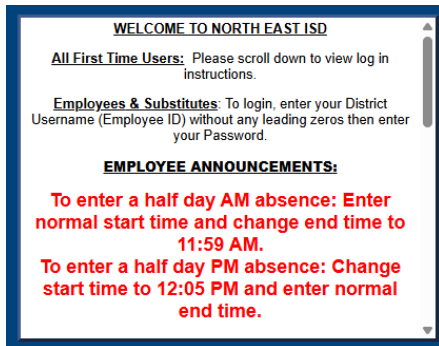 WELCOME TO NORTH EAST ISD
All First Time Users: Please scroll down to view log in
instructions.
Employees & Substitutes: To login, enter your District
Username (Employee ID) without any leading zeros then enter
your Password.
EMPLOYEE ANNOUNCEMENTS:
To enter a half day AM absence: Enter
normal start time and change end time to
11:59 AM.
To enter a half day PM absence: Change
start time to 12:05 PM and enter normal
end time.